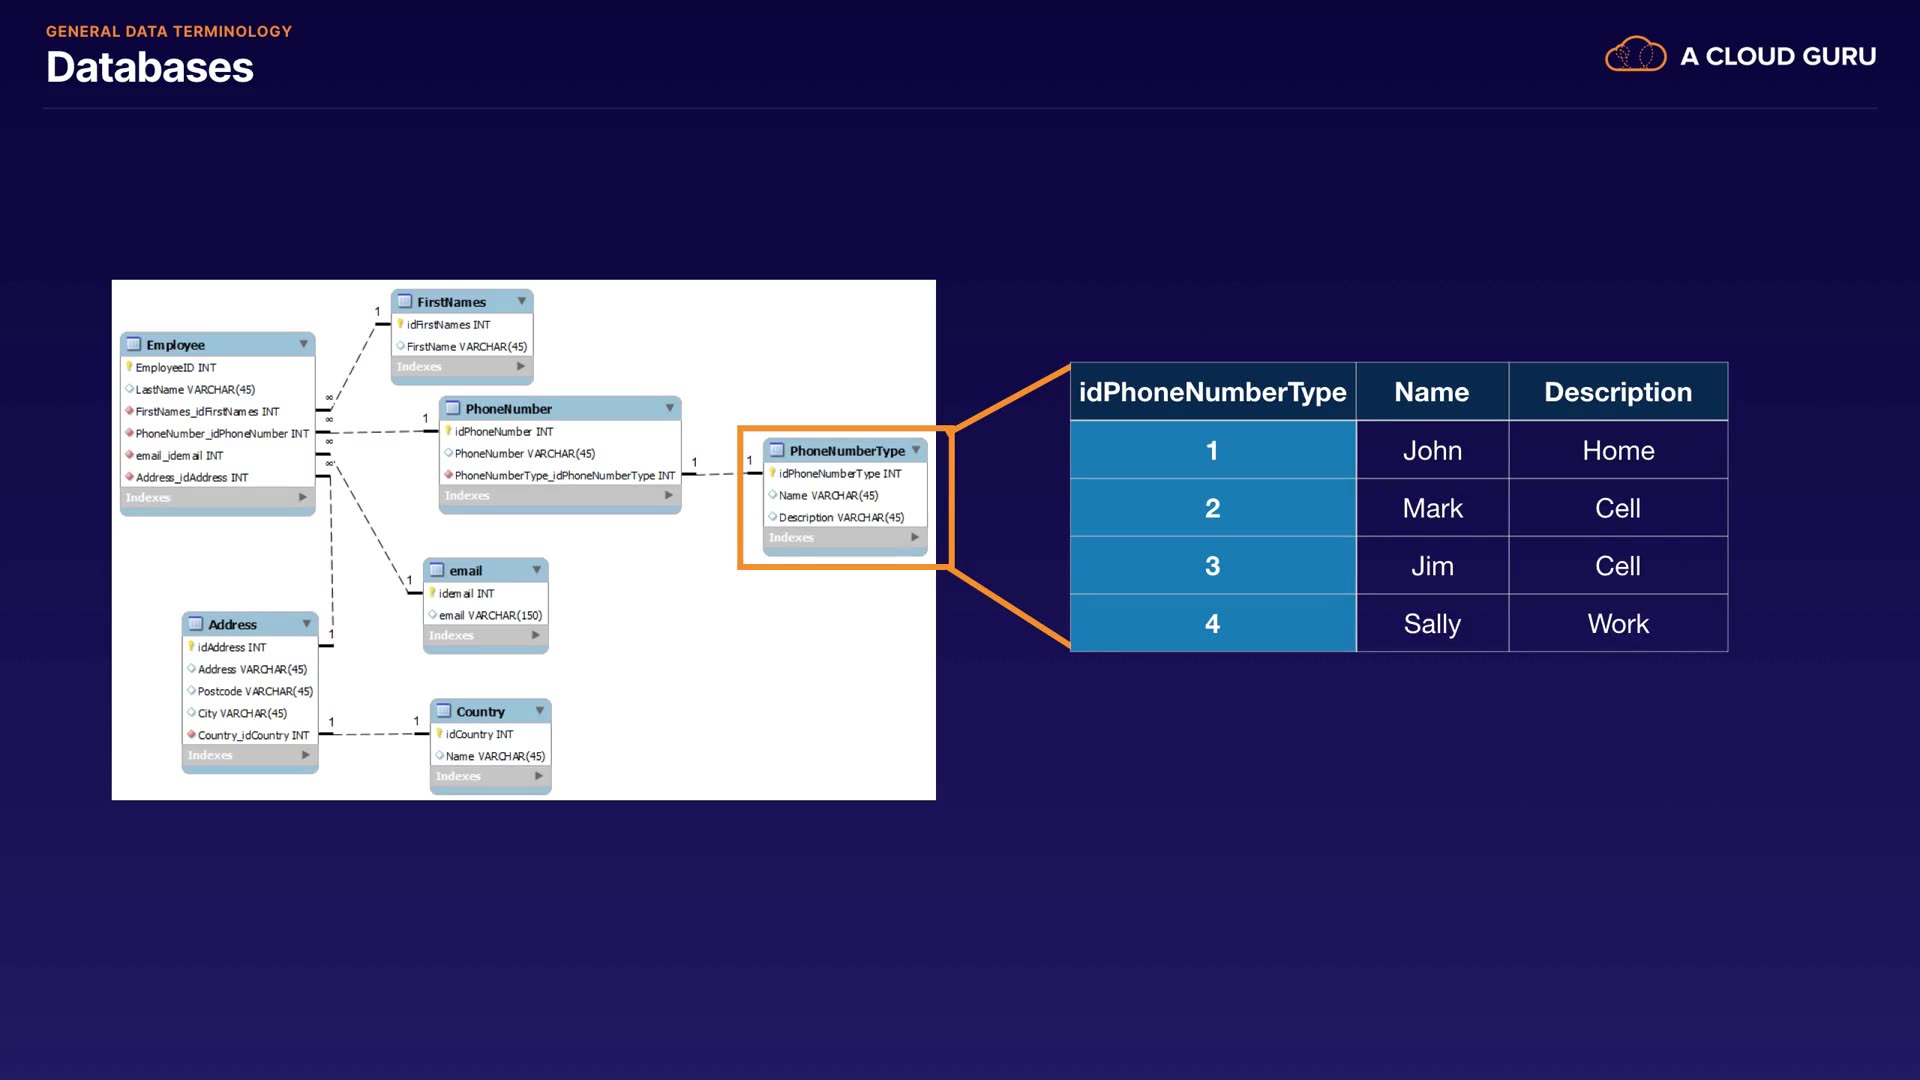 GENERAL DATA TERMINOLOGY
Databases
A CLOUD GURU
FirstNames
idFirstNames INT
FirstName VARCHAR(45)
Indexes
1
Employee
EmployeeID INT
LastName VARCHAR(45)
FirstNames_idFirstNames INT
PhoneNumber_idPhoneNumber INT
email_idemail INT
Address_idAddress INT
Indexes
∞
∞
∞
∞
1
PhoneNumber
idPhoneNumber INT
PhoneNumber VARCHAR(45)
PhoneNumberType_idPhoneNumberType INT
Indexes
1
1
PhoneNumberType
idPhoneNumberType INT
Name VARCHAR(45)
Description VARCHAR(45)
Indexes
1
email
idemail INT
email VARCHAR(150)
Indexes
Address
idAddress INT
Address VARCHAR(45)
Postcode VARCHAR(45)
City VARCHAR(45)
Country_idCountry INT
Indexes
1
1
1
Country
idCountry INT
Name VARCHAR(45)
Indexes
idPhoneNumberType Name Description
1 John Home
2 Mark Cell
3 Jim Cell
4 Sally Work